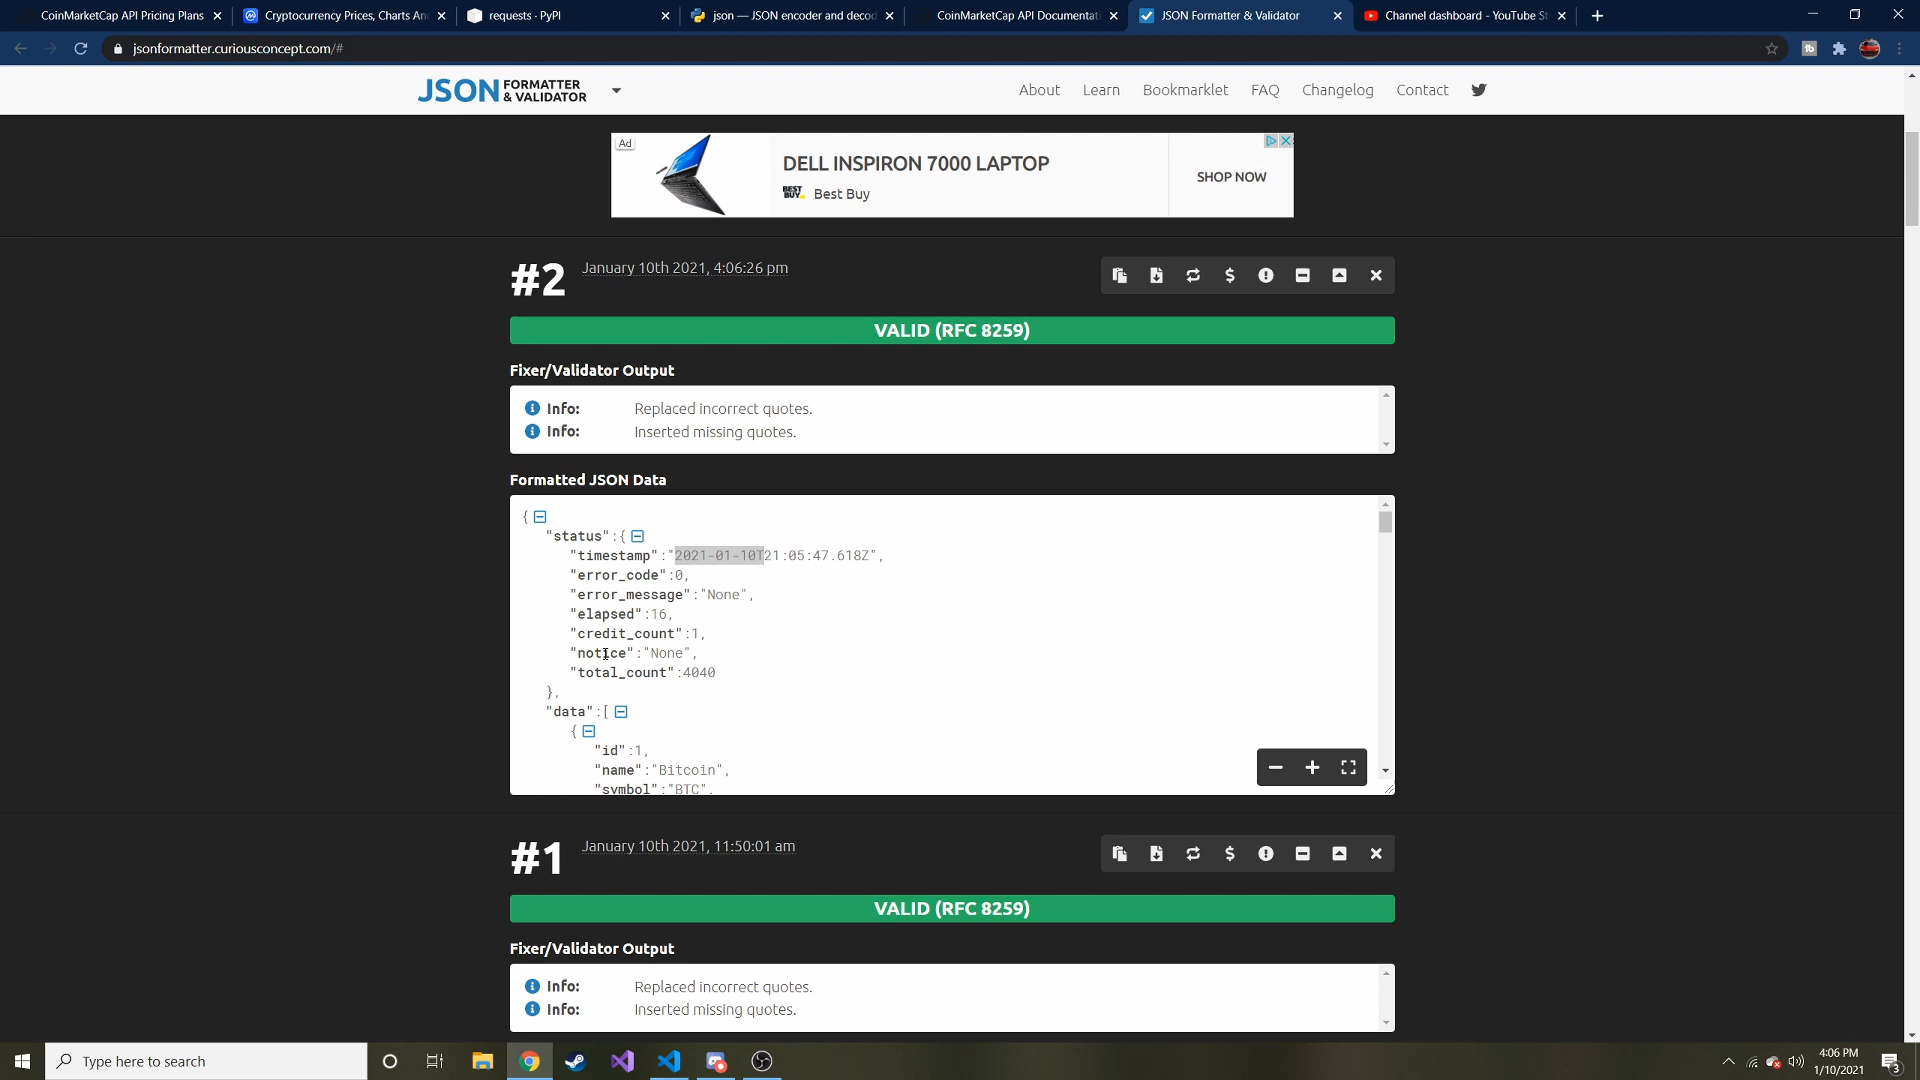 CoinMarketCap API Pricing Plans
Cryptocurrency Prices, Charts An
requests · PyPI
json — JSON encoder and decod
CoinMarketCap API Documentati
JSON Formatter & Validator
Channel dashboard - YouTube St
jsonformatter.curiousconcept.com/#
JSON FORMATTER & VALIDATOR
About
Learn
Bookmarklet
FAQ
Changelog
Contact
Ad
DELL INSPIRON 7000 LAPTOP
BEST BUY
Best Buy
SHOP NOW
#2
January 10th 2021, 4:06:26 pm
VALID (RFC 8259)
Fixer/Validator Output
Info: Replaced incorrect quotes.
Info: Inserted missing quotes.
Formatted JSON Data
{
"status":{
"timestamp":"2021-01-10T21:05:47.618Z",
"error_code":0,
"error_message":"None",
"elapsed":16,
"credit_count":1,
"notice":"None",
"total_count":4040
},
"data":[
{
"id":1,
"name":"Bitcoin",
"symbol":"BTC",
#1
January 10th 2021, 11:50:01 am
VALID (RFC 8259)
Fixer/Validator Output
Info: Replaced incorrect quotes.
Info: Inserted missing quotes.
Type here to search
4:06 PM
1/10/2021
3